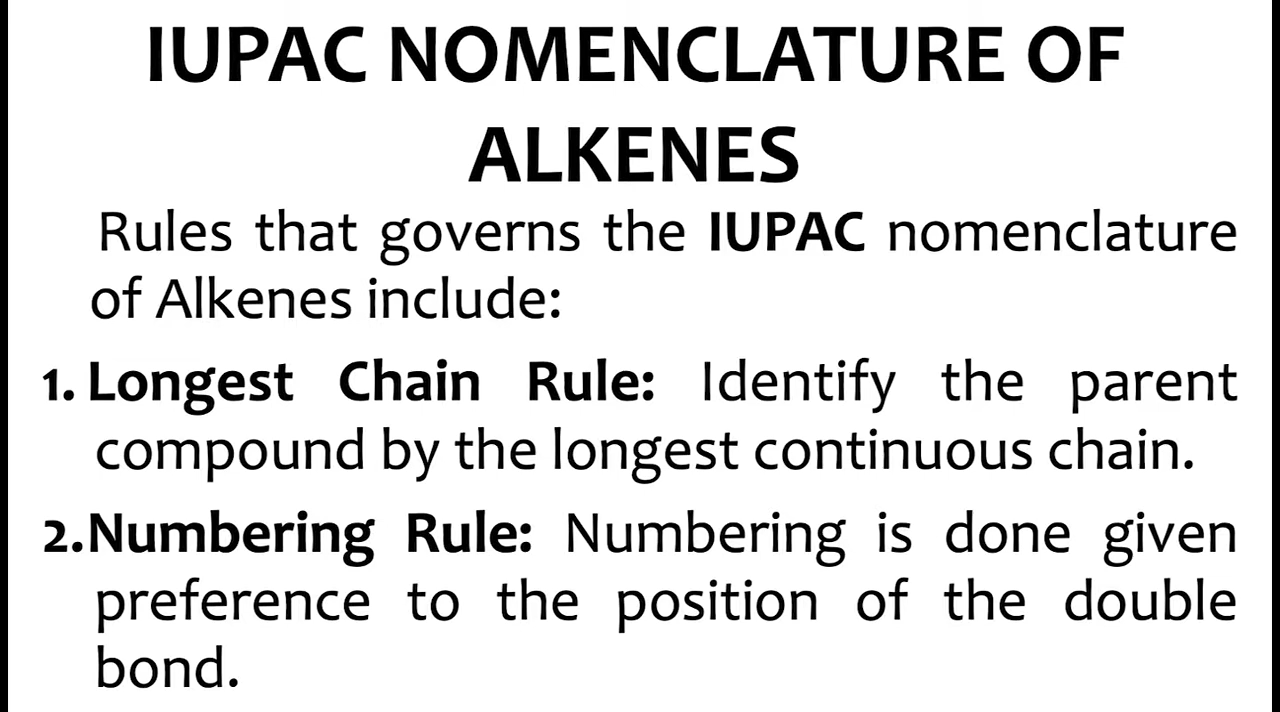 IUPAC NOMENCLATURE OF
ALKENES
Rules that governs the IUPAC nomenclature
of Alkenes include:
1. Longest Chain Rule: Identify the parent
compound by the longest continuous chain.
2. Numbering Rule: Numbering is done given
preference to the position of the double
bond.